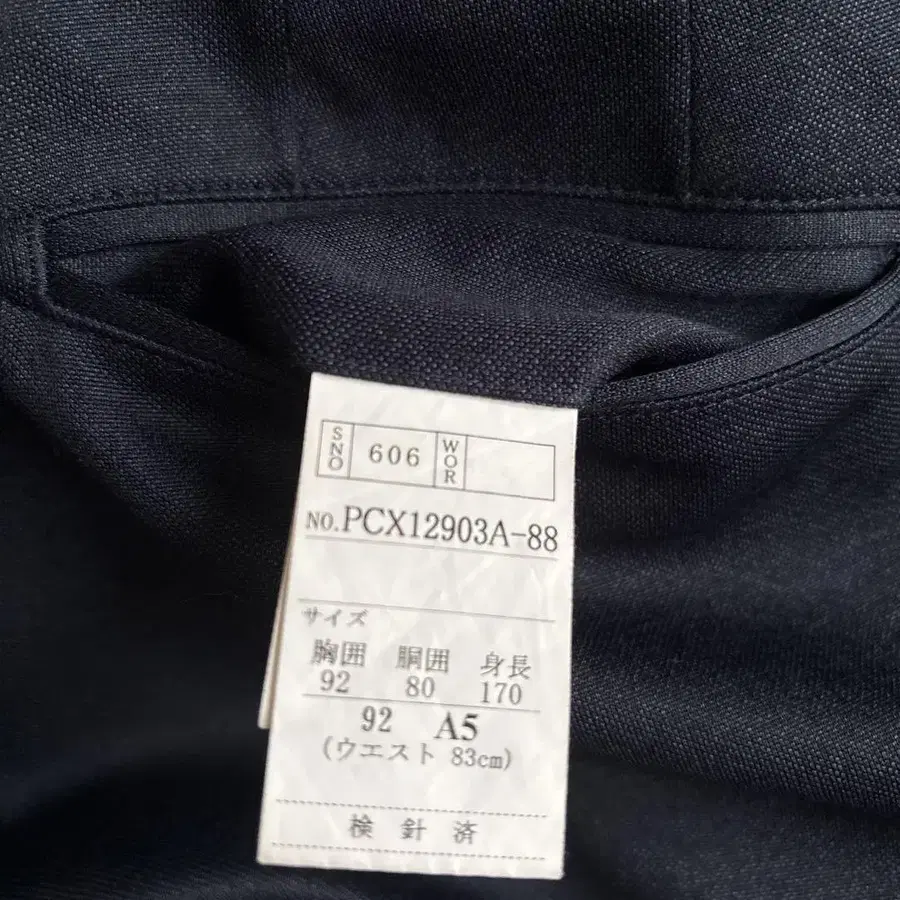 SNO 606 WOR
NO. PCX12903A-88
サイズ
胸囲 胴囲 身長
92 80 170
92 A5
(ウエスト 83cm)
検針済